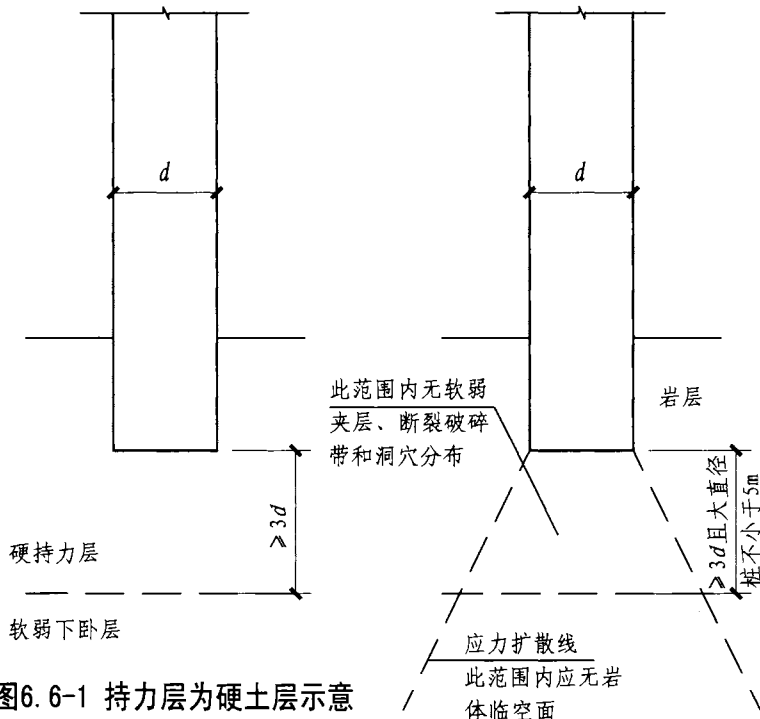 d
d
此范围内无软弱
夹层、断裂破碎
带和洞穴分布
岩层
≥3d
≥3d且大直径
桩不小于5m
硬持力层
软弱下卧层
应力扩散线
此范围内应无岩
体临空面
图6.6-1 持力层为硬土层示意